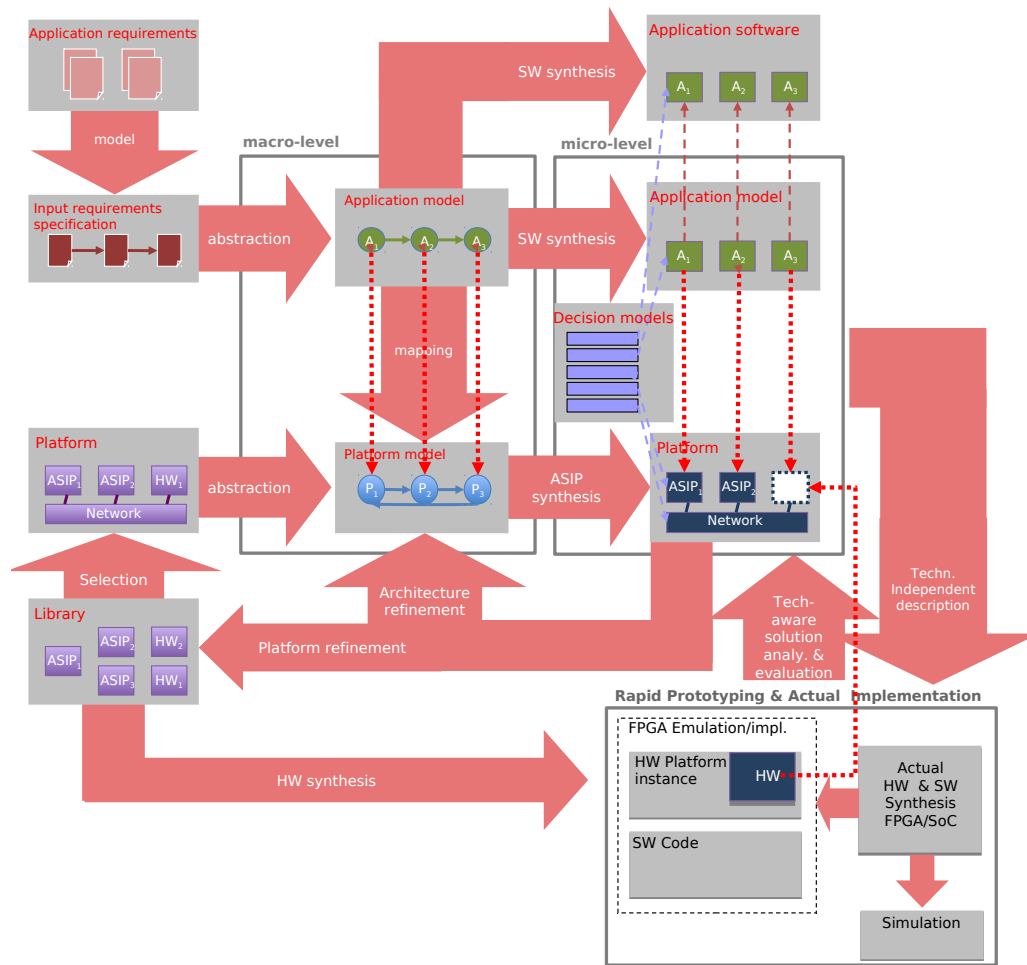 Application requirements
model
Input requirements
specification
abstraction
macro-level
Application model
A1
A2
A3
mapping
Platform model
P1
P2
P3
SW synthesis
SW synthesis
ASIP
synthesis
micro-level
Application software
A1
A2
A3
Application model
A1
A2
A3
Decision models
Platform
ASIP1
ASIP2
Network
Platform
ASIP1
ASIP2
HW1
Network
abstraction
Selection
Library
ASIP1
ASIP2
HW2
ASIP3
HW1
Architecture
refinement
Platform refinement
HW synthesis
Tech-
aware
solution
analy. &
evaluation
Techn.
Independent
description
Rapid Prototyping & Actual Implementation
FPGA Emulation/impl.
HW Platform
instance
HW
SW Code
Actual
HW & SW
Synthesis
FPGA/SoC
Simulation